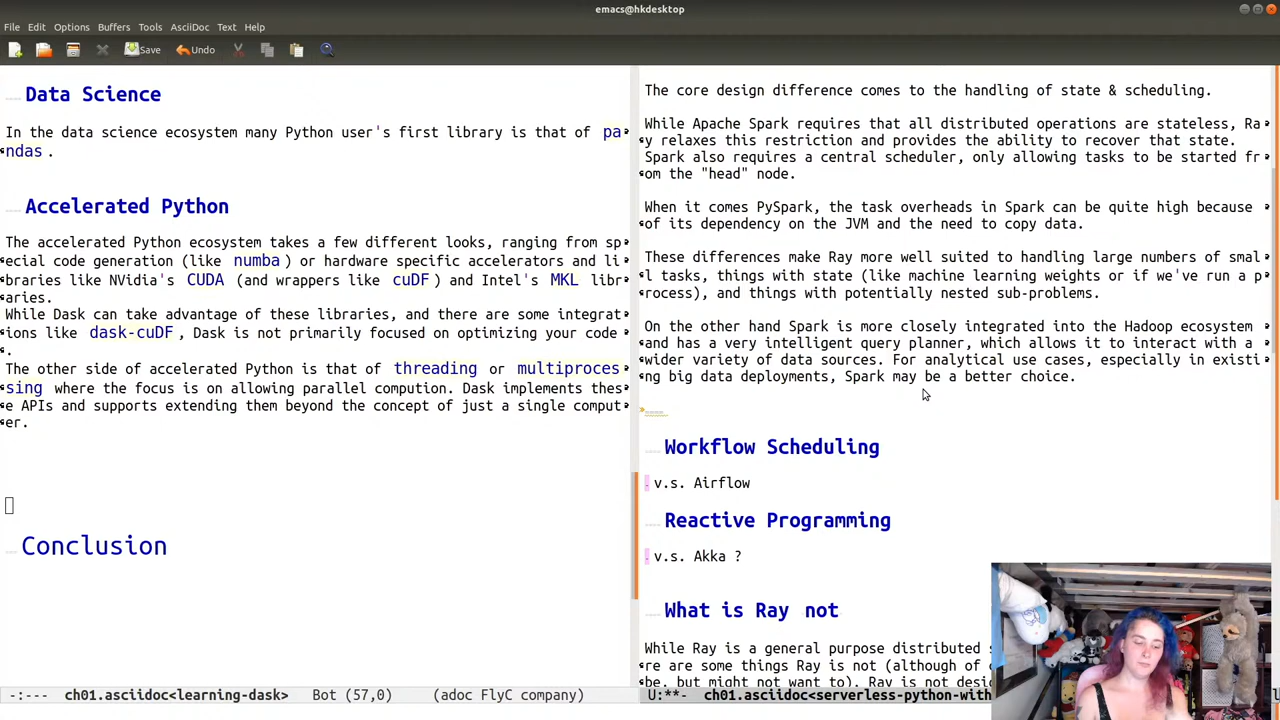 emacs@hkdesktop
File Edit Options Buffers Tools AsciiDoc Text Help
Save Undo
Data Science
In the data science ecosystem many Python user's first library is that of pa
ndas.
Accelerated Python
The accelerated Python ecosystem takes a few different looks, ranging from sp
ecial code generation (like numba) or hardware specific accelerators and li
braries like NVidia's CUDA (and wrappers like cuDF) and Intel's MKL libr
aries.
While Dask can take advantage of these libraries, and there are some integrat
ions like dask-cuDF, Dask is not primarily focused on optimizing your code
.
The other side of accelerated Python is that of threading or multiproces
sing where the focus is on allowing parallel compution. Dask implements thes
e APIs and supports extending them beyond the concept of just a single comput
er.
Conclusion
-:--- ch01.asciidoc<learning-dask> Bot (57,0) (adoc FlyC company)
The core design difference comes to the handling of state & scheduling.
While Apache Spark requires that all distributed operations are stateless, Ra
y relaxes this restriction and provides the ability to recover that state.
Spark also requires a central scheduler, only allowing tasks to be started fr
om the "head" node.
When it comes PySpark, the task overheads in Spark can be quite high because
of its dependency on the JVM and the need to copy data.
These differences make Ray more well suited to handling large numbers of smal
l tasks, things with state (like machine learning weights or if we've run a p
rocess), and things with potentially nested sub-problems.
On the other hand Spark is more closely integrated into the Hadoop ecosystem
and has a very intelligent query planner, which allows it to interact with a
wider variety of data sources. For analytical use cases, especially in existi
ng big data deployments, Spark may be a better choice.
Workflow Scheduling
v.s. Airflow
Reactive Programming
v.s. Akka ?
What is Ray not
While Ray is a general purpose distributed
re are some things Ray is not (although of
be, but might not want to). Ray is not
U:**- ch01.asciidoc<serverless-python-with